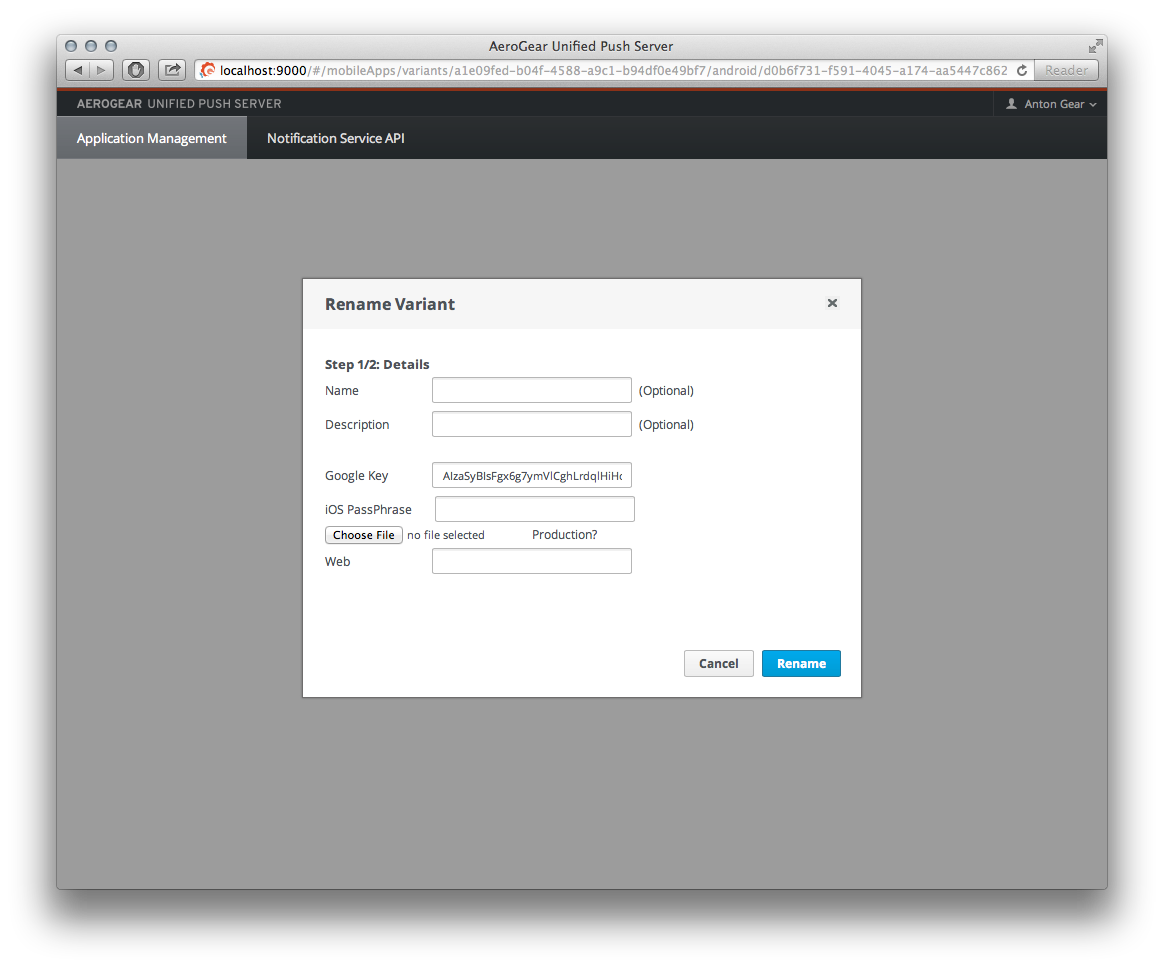 AeroGear Unified Push Server
localhost:9000/#/mobileApps/variants/a1e09fed-b04f-4588-a9c1-b94df0e49bf7/android/d0b6f731-f591-4045-a174-aa5447c862
Reader
AEROGEAR UNIFIED PUSH SERVER
Anton Gear
Application Management
Notification Service API
Rename Variant
Step 1/2: Details
Name (Optional)
Description (Optional)
Google Key
iOS PassPhrase
Choose File no file selected Production?
Web
Cancel Rename